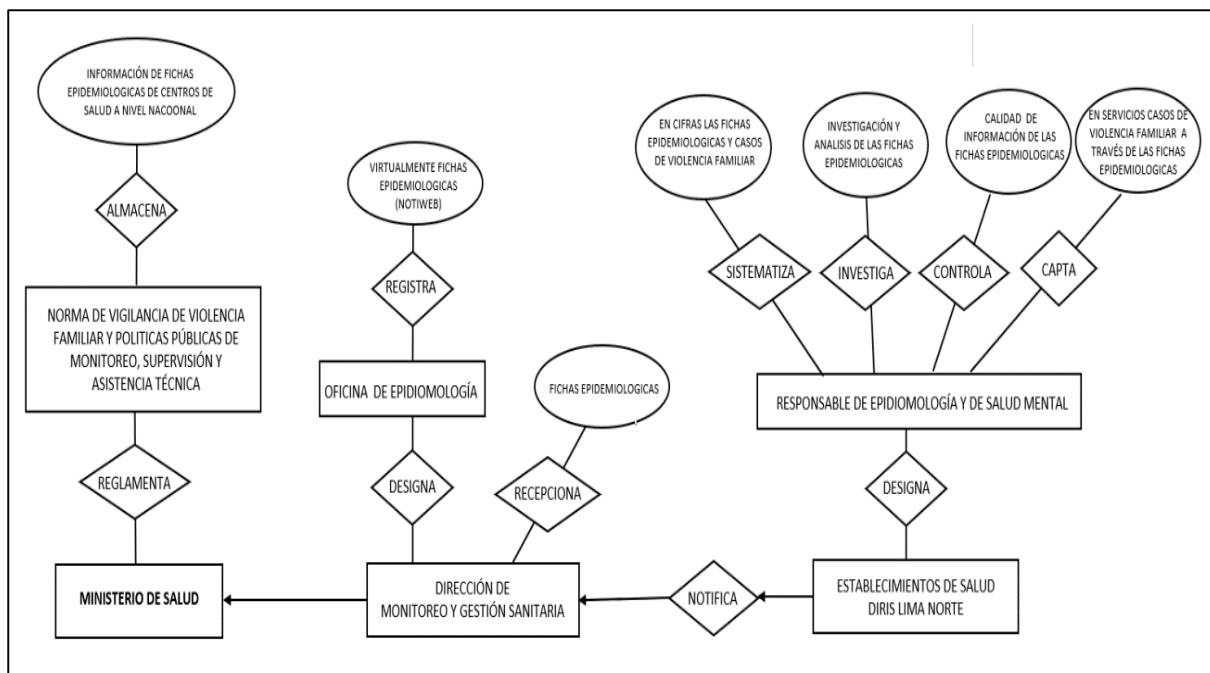 INFORMACIÓN DE FICHAS
EPIDEMIOLOGICAS DE CENTROS DE
SALUD A NIVEL NACOONAL
ALMACENA
NORMA DE VIGILANCIA DE VIOLENCIA
FAMILIAR Y POLITICAS PÚBLICAS DE
MONITOREO, SUPERVISIÓN Y
ASISTENCIA TÉCNICA
REGLAMENTA
MINISTERIO DE SALUD
VIRTUALMENTE FICHAS
EPIDEMIOLOGICAS
(NOTIWEB)
REGISTRA
OFICINA DE EPIDIOMOLOGÍA
DESIGNA
FICHAS EPIDEMIOLOGICAS
RECEPCIONA
DIRECCIÓN DE
MONITOREO Y GESTIÓN SANITARIA
NOTIFICA
EN CIFRAS LAS FICHAS
EPIDEMIOLOGICAS Y CASOS
DE VIOLENCIA FAMILIAR
INVESTIGACIÓN Y
ANALISIS DE LAS FICHAS
EPIDEMIOLOGICAS
CALIDAD DE
INFORMACIÓN DE LAS
FICHAS EPIDEMIOLOGICAS
EN SERVICIOS CASOS DE
VIOLENCIA FAMILIAR A
TRAVÉS DE LAS FICHAS
EPIDEMIOLOGICAS
SISTEMATIZA
INVESTIGA
CONTROLA
CAPTA
RESPONSABLE DE EPIDIOMOLOGÍA Y DE SALUD MENTAL
DESIGNA
ESTABLECIMIENTOS DE SALUD
DIRIS LIMA NORTE